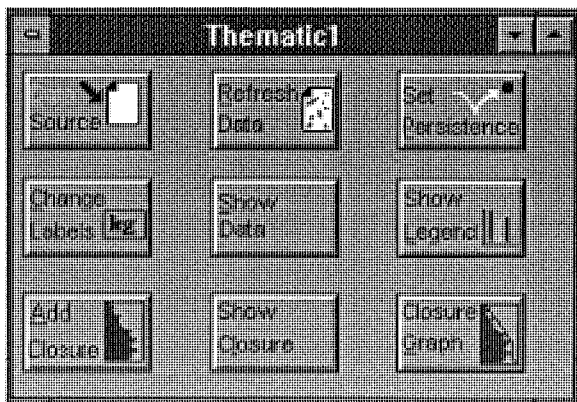 Thematic1
Source
Refresh
Data
Set
Persistence
Change
Labels kg
Show
Data
Show
Legend
Add
Closure
Show
Closure
Closure
Graph